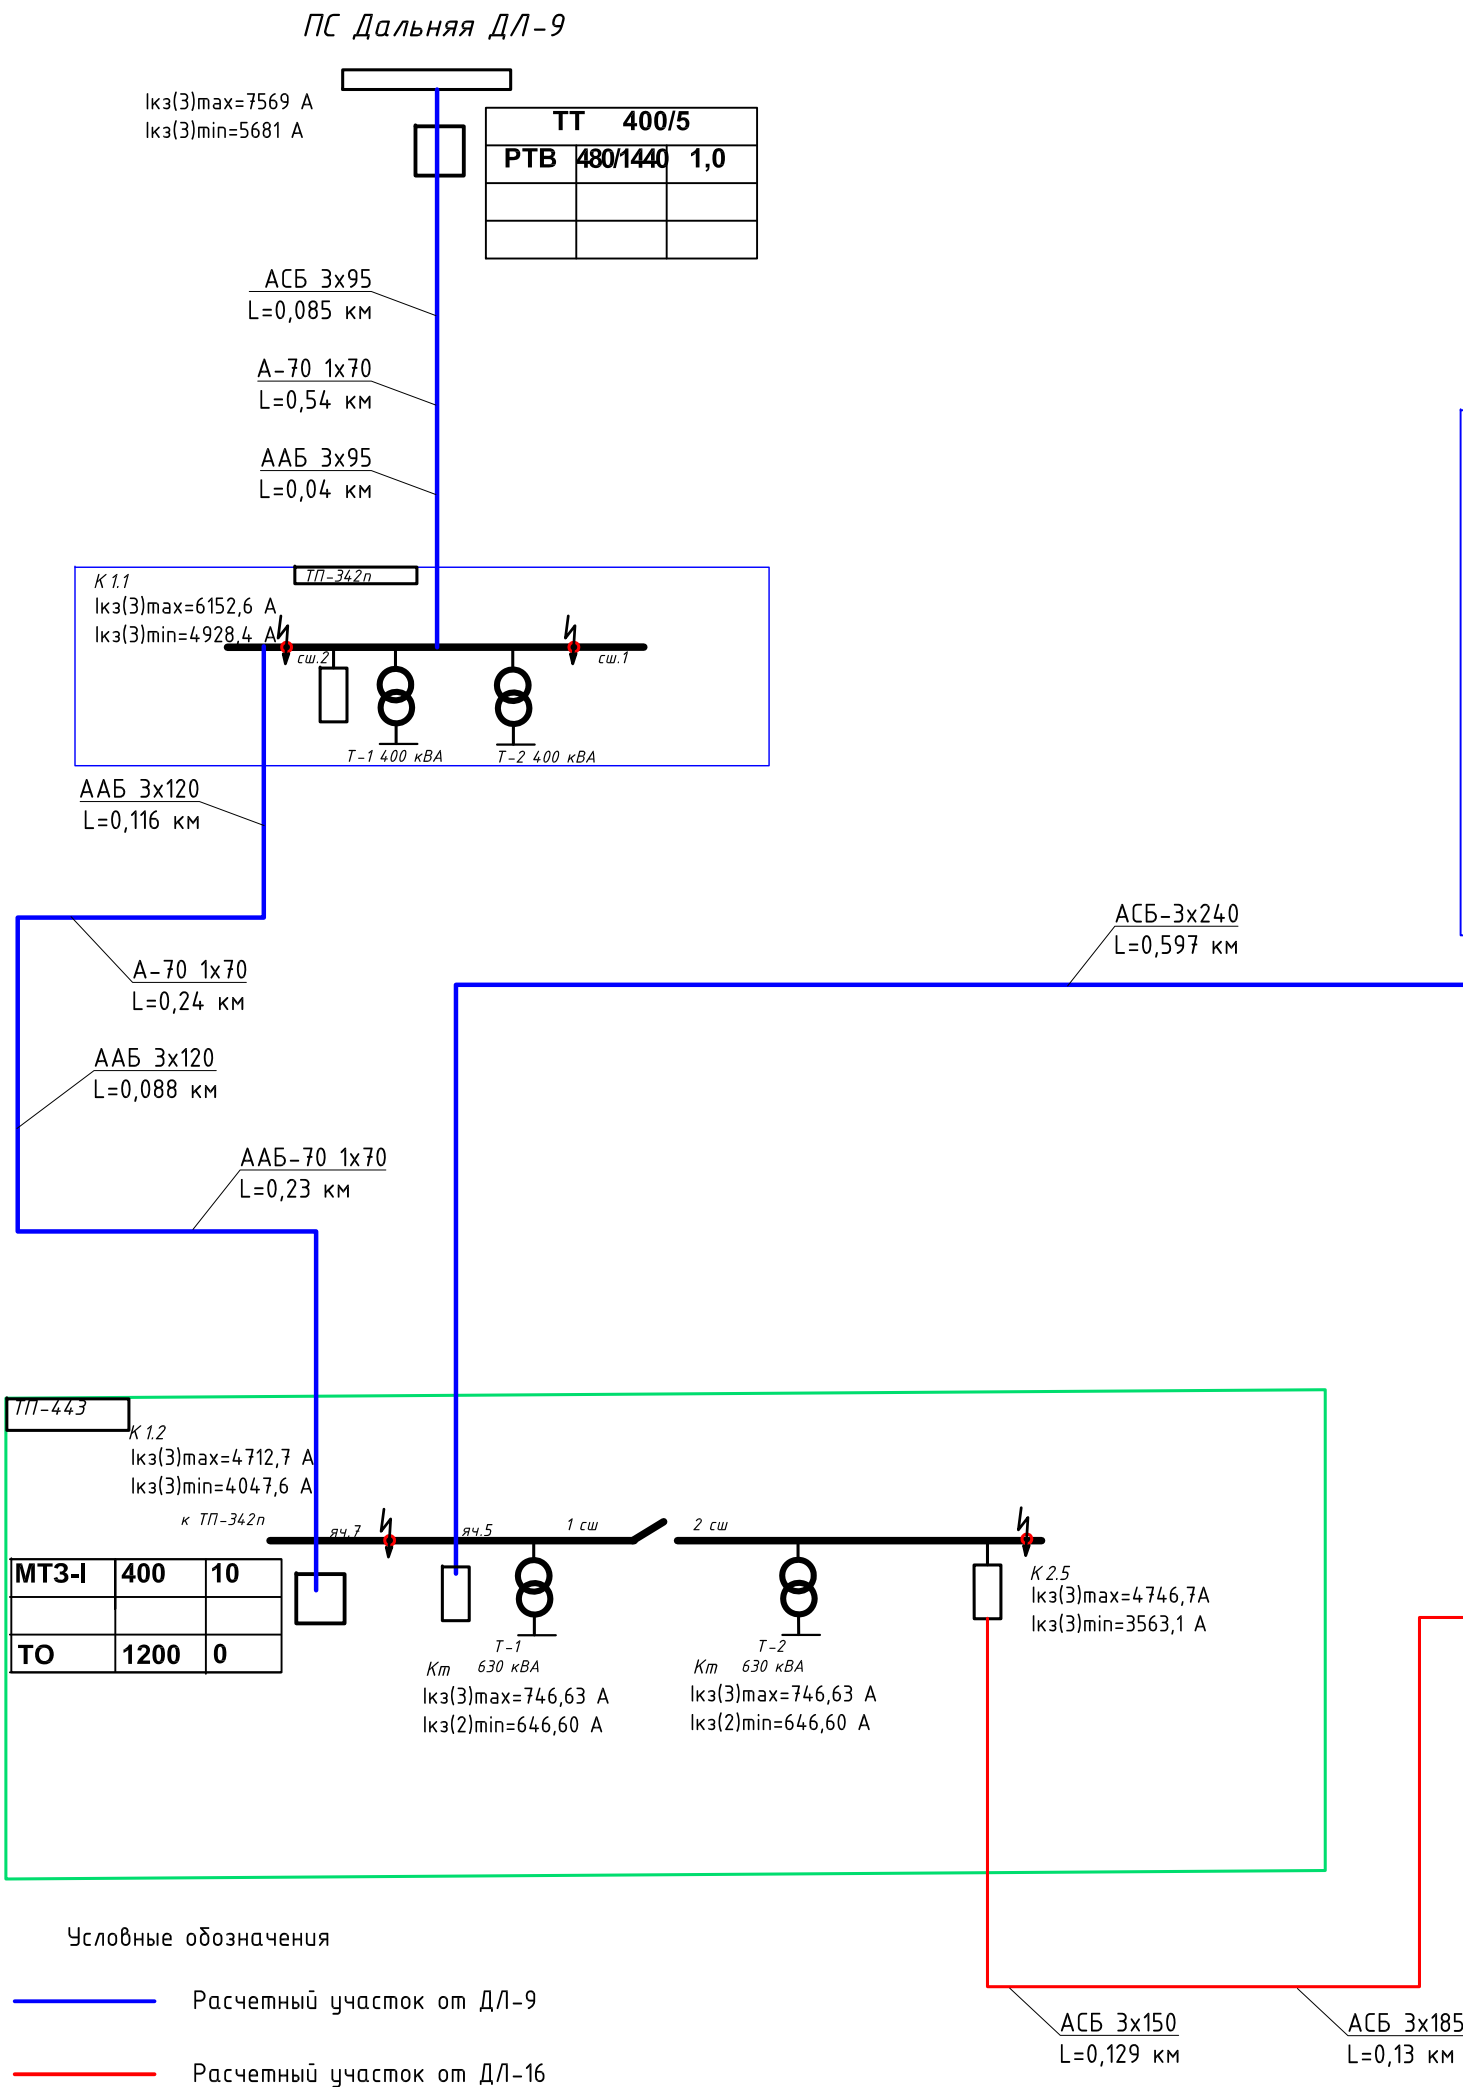 ПС Дальняя ДЛ-9
Iкз(3)max=7569 А
Iкз(3)min=5681 А
ТТ 400/5
РТВ 480/1440 1,0
АСБ 3х95
L=0,085 км
А-70 1х70
L=0,54 км
ААБ 3х95
L=0,04 км
К 1.1
ТП-342п
Iкз(3)max=6152,6 А
Iкз(3)min=4928,4 А
сш.2
сш.1
Т-1 400 кВА
Т-2 400 кВА
ААБ 3х120
L=0,116 км
АСБ-3х240
L=0,597 км
А-70 1х70
L=0,24 км
ААБ 3х120
L=0,088 км
ААБ-70 1х70
L=0,23 км
ТП-443
К 1.2
Iкз(3)max=4712,7 А
Iкз(3)min=4047,6 А
к ТП-342п
яч.7
яч.5
1 сш
2 сш
МТЗ-I 400 10
ТО 1200 0
К 2.5
Iкз(3)max=4746,7А
Iкз(3)min=3563,1 А
Т-1
630 кВА
Кт
Iкз(3)max=746,63 А
Iкз(2)min=646,60 А
Т-2
630 кВА
Кт
Iкз(3)max=746,63 А
Iкз(2)min=646,60 А
Условные обозначения
Расчетный участок от ДЛ-9
Расчетный участок от ДЛ-16
АСБ 3х150
L=0,129 км
АСБ 3х185
L=0,13 км